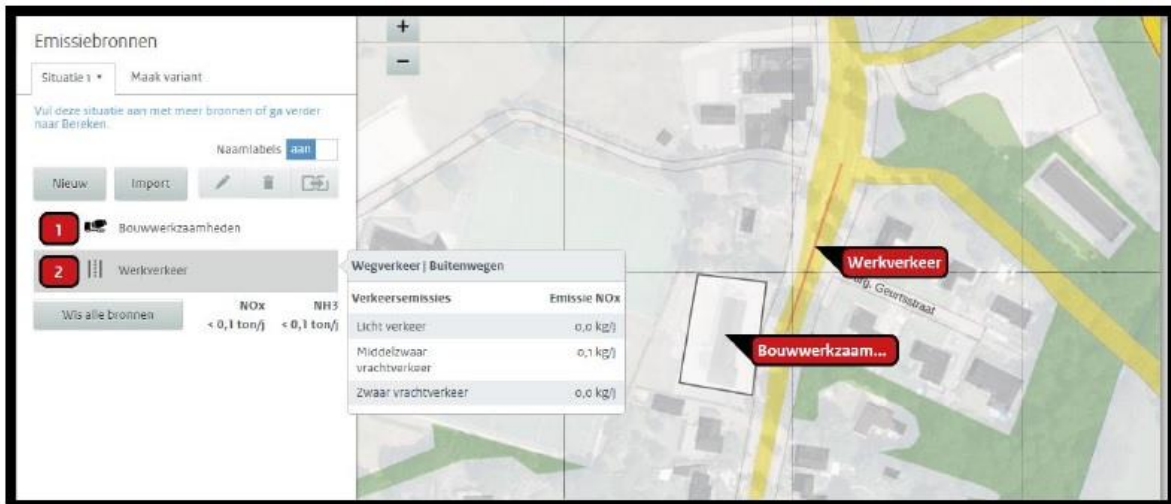 Emissiebronnen
Situatie 1
Maak variant
Vul deze situatie aan met meer bronnen of ga verder
naar Bereken.
Naamlabels aan
Nieuw
Import
1 Bouwwerkzaamheden
2 Werkverkeer
Wis alle bronnen
NOx NH3
< 0,1 ton/j < 0,1 ton/j
Wegverkeer | Buitenwegen
Verkeersemissies Emissie NOx
Licht verkeer 0,0 kg/j
Middelzwaar 0,1 kg/j
vrachtverkeer
Zwaar vrachtverkeer 0,0 kg/j
+
−
Werkverkeer
Geurtsstraat
Bouwwerkzaam...